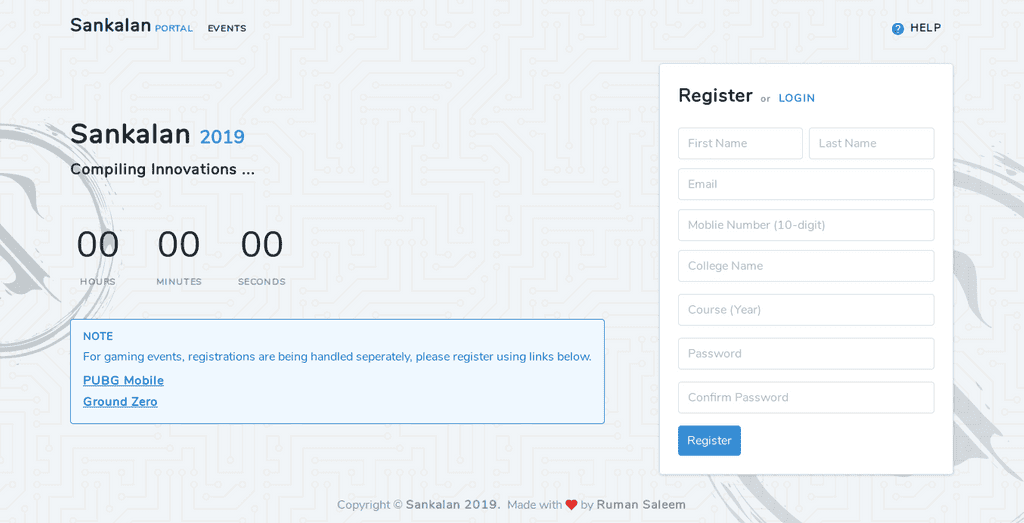 Sankalan PORTAL EVENTS
? HELP
Sankalan 2019
Compiling Innovations ...
00 00 00
HOURS MINUTES SECONDS
NOTE
For gaming events, registrations are being handled seperately, please register using links below.
PUBG Mobile
Ground Zero
Register or LOGIN
First Name Last Name
Email
Moblie Number (10-digit)
College Name
Course (Year)
Password
Confirm Password
Register
Copyright © Sankalan 2019. Made with ❤ by Ruman Saleem